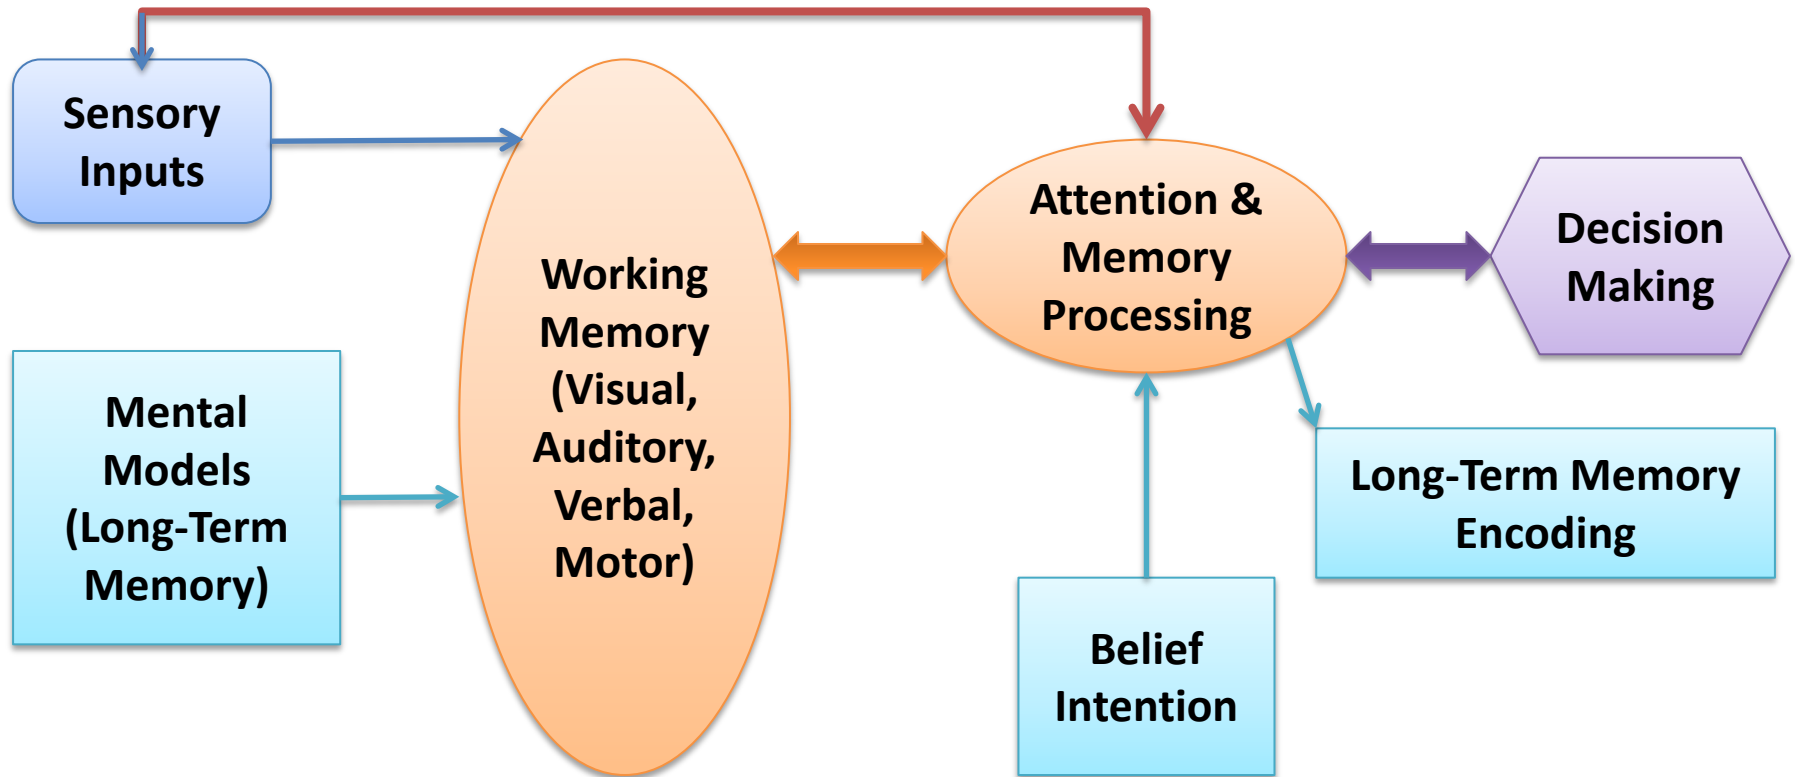 Sensory
Inputs
Mental
Models
(Long-Term
Memory)
Working
Memory
(Visual,
Auditory,
Verbal,
Motor)
Attention &
Memory
Processing
Belief
Intention
Decision
Making
Long-Term Memory
Encoding